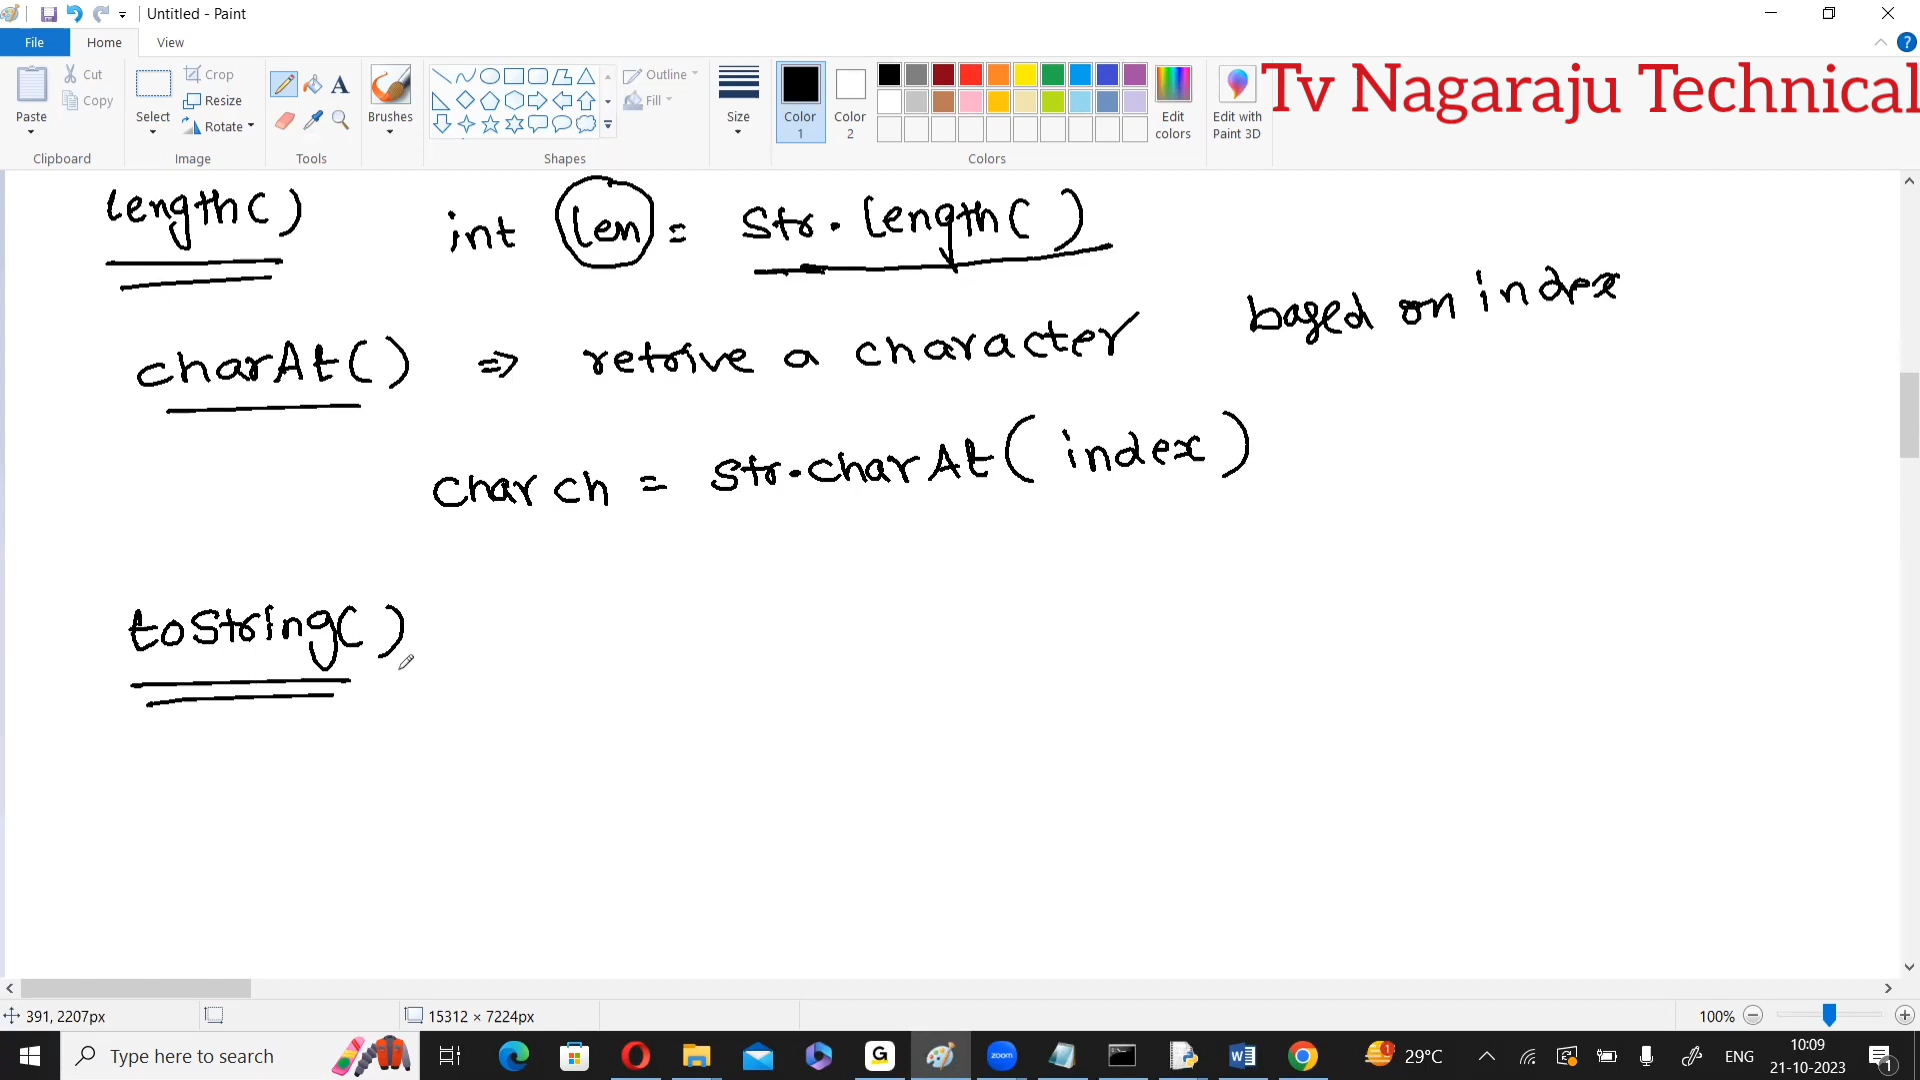 Untitled - Paint
File Home View
Cut
Copy
Paste
Clipboard
Crop
Resize
Rotate
Select
Image
Tools
Brushes
Outline
Fill
Shapes
Size
Color 1
Color 2
Colors
Edit colors
Edit with Paint 3D
Tv Nagaraju Technical
length() int len = str.length()
charAt() => retrive a character based on index
char ch = str.charAt(index)
toString()
391, 2207px
15312 × 7224px
100%
Type here to search
zoom
29°C
ENG
10:09
21-10-2023
1